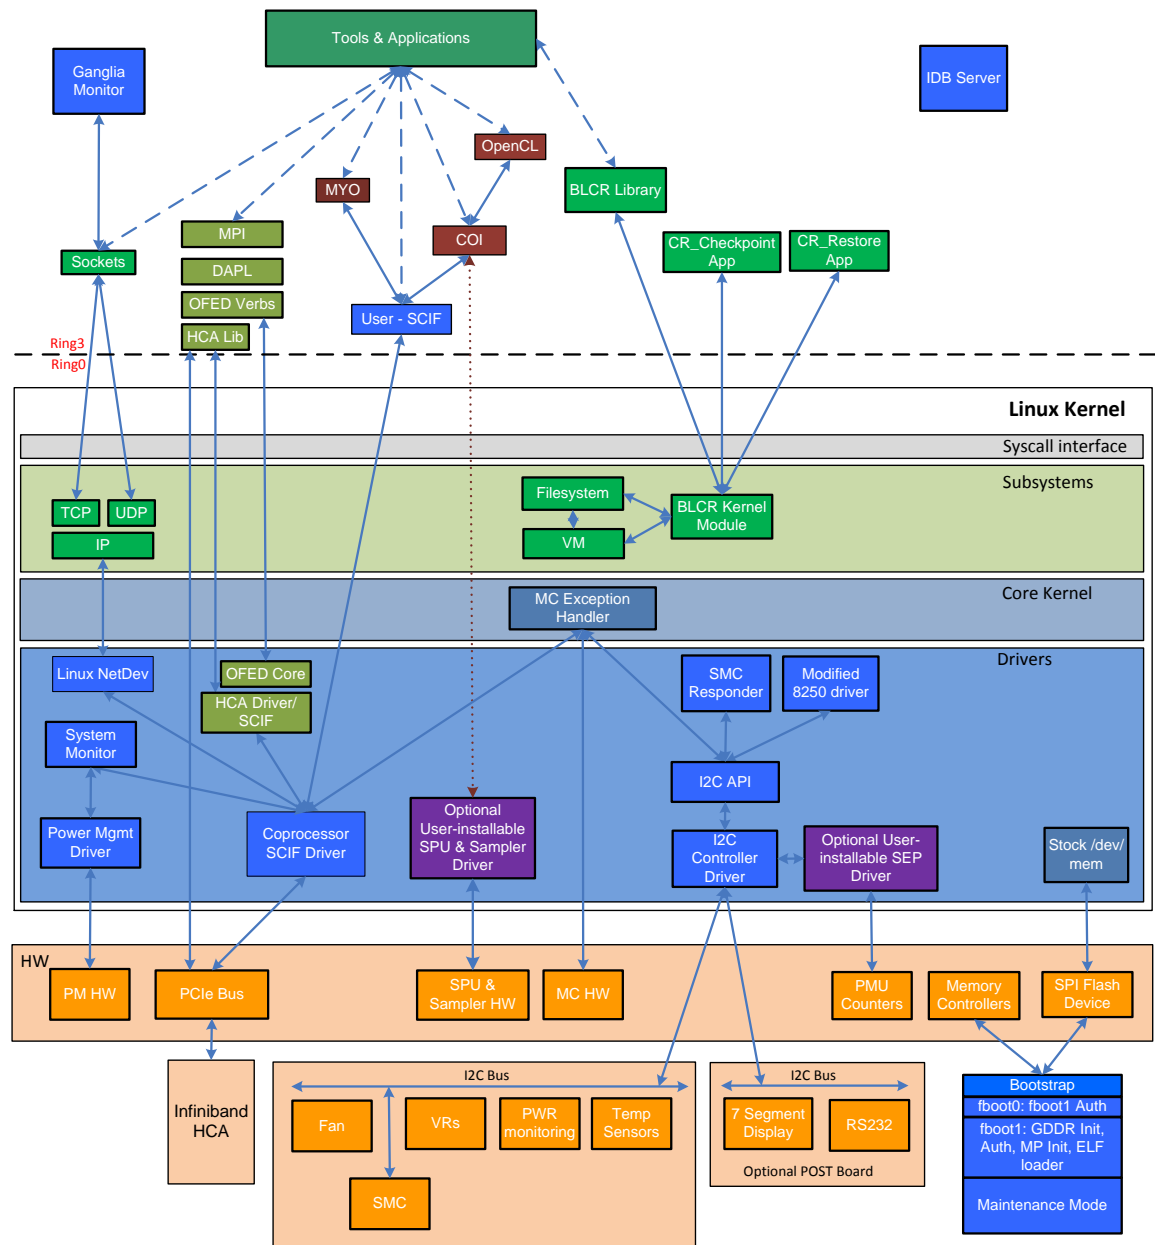 Tools & Applications
Ganglia
Monitor
IDB Server
OpenCL
MYO
BLCR Library
MPI
COI
CR_Checkpoint
App
CR_Restore
App
Sockets
DAPL
OFED Verbs
User - SCIF
HCA Lib
Ring3
Ring0
Linux Kernel
Syscall interface
Subsystems
Filesystem
TCP
UDP
BLCR Kernel
Module
IP
VM
Core Kernel
MC Exception
Handler
Drivers
Linux NetDev
OFED Core
SMC
Responder
Modified
8250 driver
HCA Driver/
SCIF
System
Monitor
I2C API
Power Mgmt
Driver
Coprocessor
SCIF Driver
Optional
User-installable
SPU & Sampler
Driver
I2C
Controller
Driver
Optional User-
installable SEP
Driver
Stock /dev/
mem
HW
PM HW
PCIe Bus
SPU &
Sampler HW
MC HW
PMU
Counters
Memory
Controllers
SPI Flash
Device
Infiniband
HCA
I2C Bus
Fan
VRs
PWR
monitoring
Temp
Sensors
SMC
I2C Bus
7 Segment
Display
RS232
Optional POST Board
Bootstrap
fboot0: fboot1 Auth
fboot1: GDDR Init,
Auth, MP Init, ELF
loader
Maintenance Mode